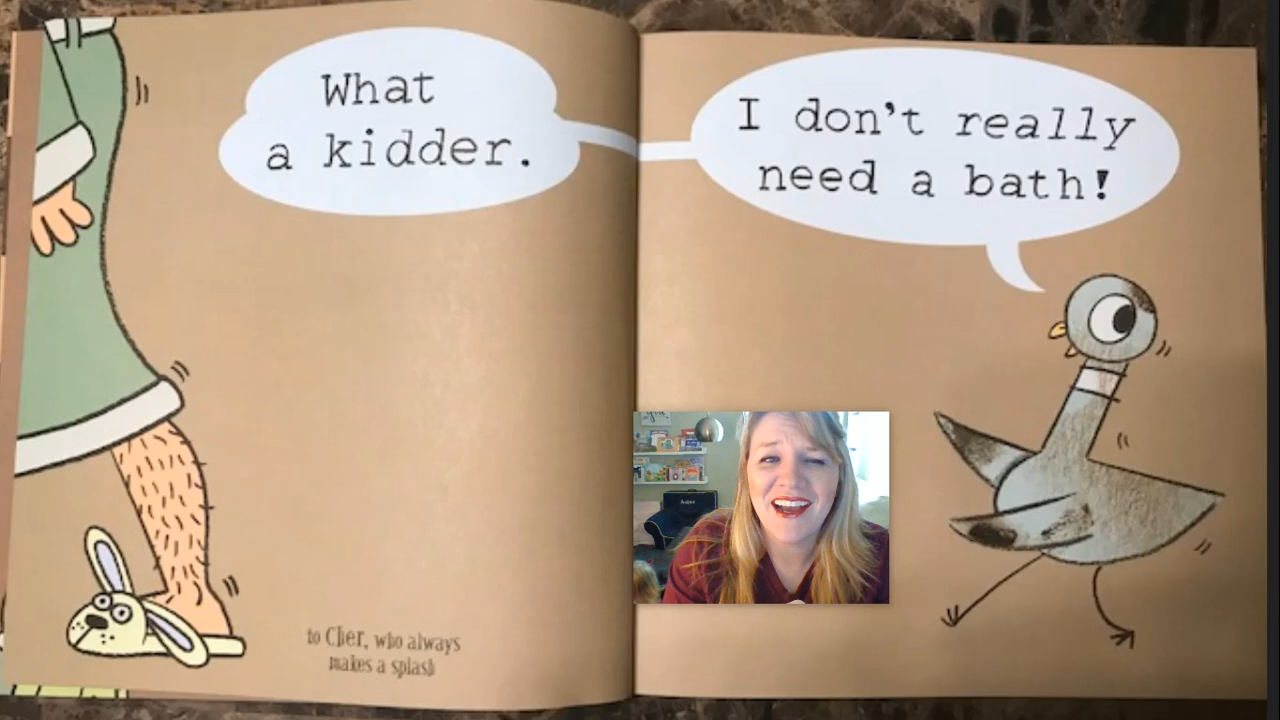 What
a kidder.
I don't really
need a bath!
to Cher, who always
makes a splash